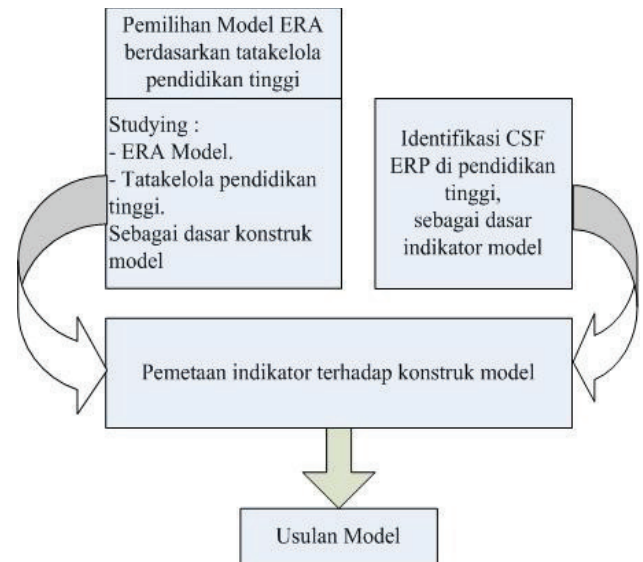 Pemilihan Model ERA
berdasarkan tatakelola
pendidikan tinggi
Studying :
- ERA Model.
- Tatakelola pendidikan
tinggi.
Sebagai dasar konstruk
model
Identifikasi CSF
ERP di pendidikan
tinggi,
sebagai dasar
indikator model
Pemetaan indikator terhadap konstruk model
Usulan Model